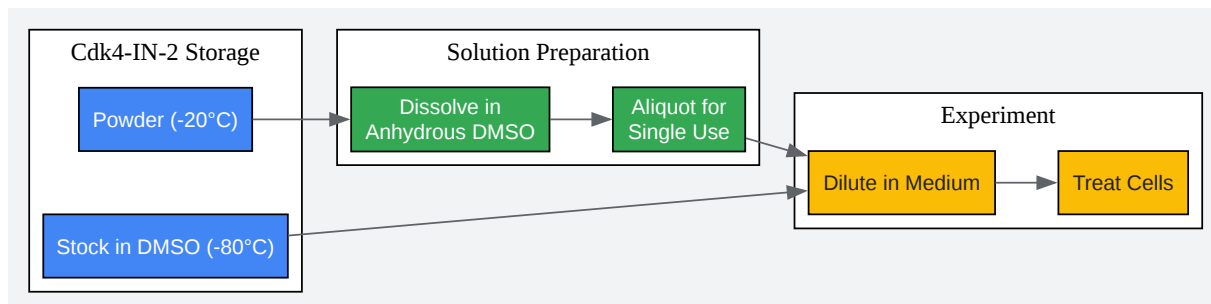 Cdk4-IN-2 Storage
Powder (-20°C)
Stock in DMSO (-80°C)
Solution Preparation
Dissolve in
Anhydrous DMSO
Aliquot for
Single Use
Experiment
Dilute in Medium
Treat Cells